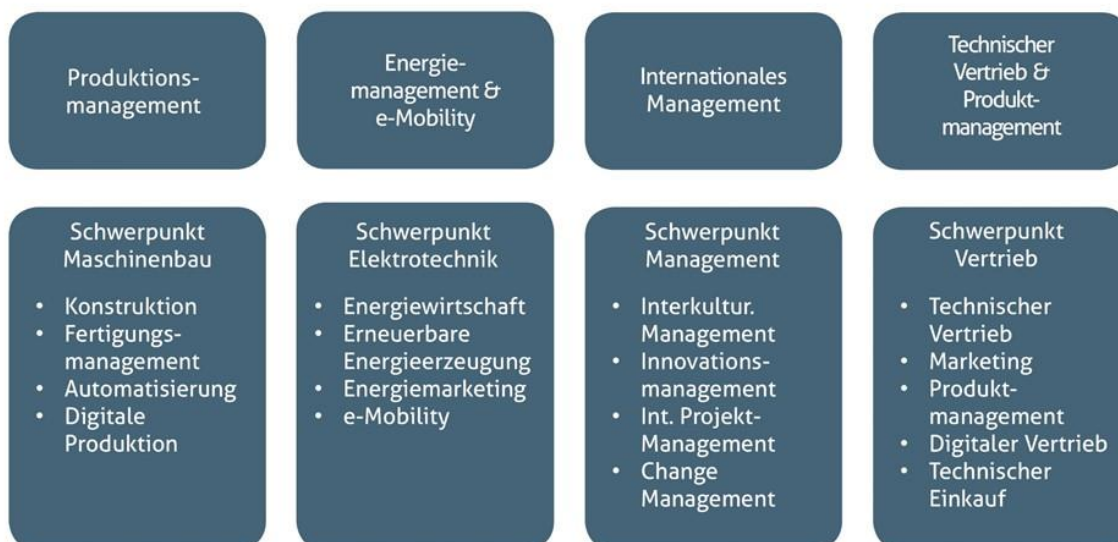 Produktions-
management
Energie-
management &
e-Mobility
Internationales
Management
Technischer
Vertrieb &
Produkt-
management
Schwerpunkt
Maschinenbau
• Konstruktion
• Fertigungs-
management
• Automatisierung
• Digitale
Produktion
Schwerpunkt
Elektrotechnik
• Energiewirtschaft
• Erneuerbare
Energieerzeugung
• Energiemarketing
• e-Mobility
Schwerpunkt
Management
• Interkultur.
Management
• Innovations-
management
• Int. Projekt-
Management
• Change
Management
Schwerpunkt
Vertrieb
• Technischer
Vertrieb
• Marketing
• Produkt-
management
• Digitaler Vertrieb
• Technischer
Einkauf